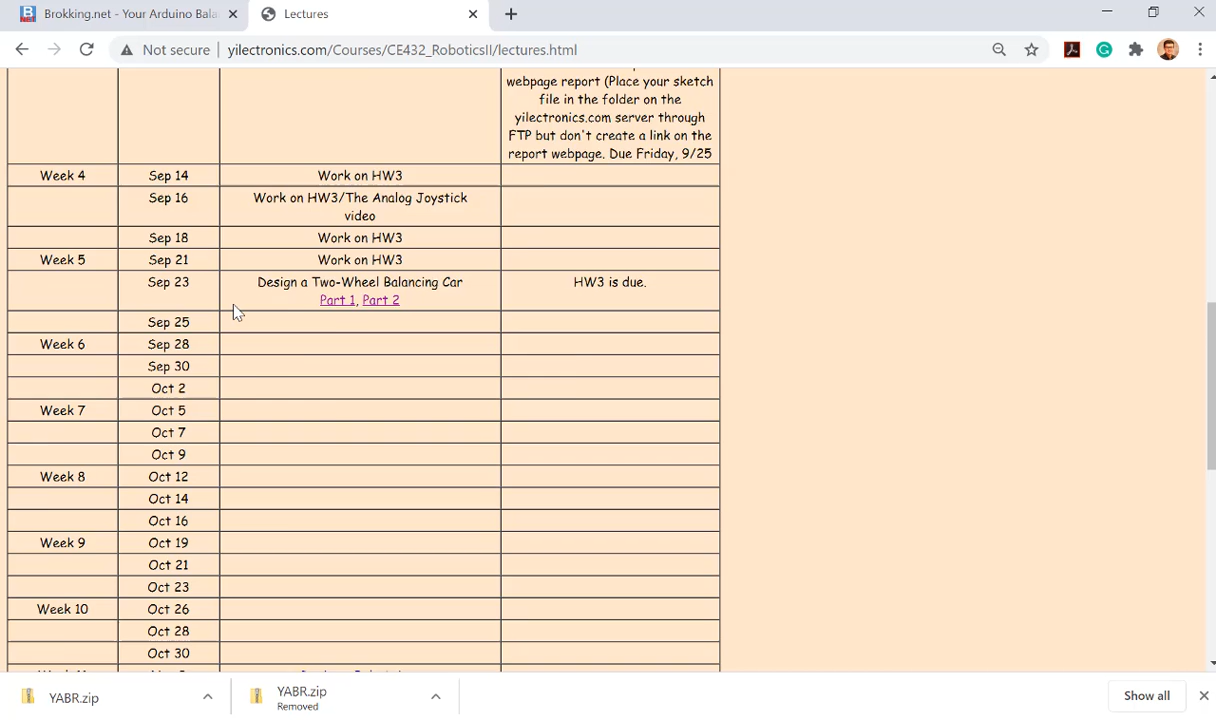 Brokking.net - Your Arduino Bala
Lectures
Not secure yilectronics.com/Courses/CE432_RoboticsII/lectures.html
webpage report (Place your sketch
file in the folder on the
yilectronics.com server through
FTP but don't create a link on the
report webpage. Due Friday, 9/25
Week 4 Sep 14 Work on HW3
Sep 16 Work on HW3/The Analog Joystick
video
Sep 18 Work on HW3
Week 5 Sep 21 Work on HW3
Sep 23 Design a Two-Wheel Balancing Car HW3 is due.
Part 1, Part 2
Sep 25
Week 6 Sep 28
Sep 30
Oct 2
Week 7 Oct 5
Oct 7
Oct 9
Week 8 Oct 12
Oct 14
Oct 16
Week 9 Oct 19
Oct 21
Oct 23
Week 10 Oct 26
Oct 28
Oct 30
YABR.zip
YABR.zip
Removed
Show all